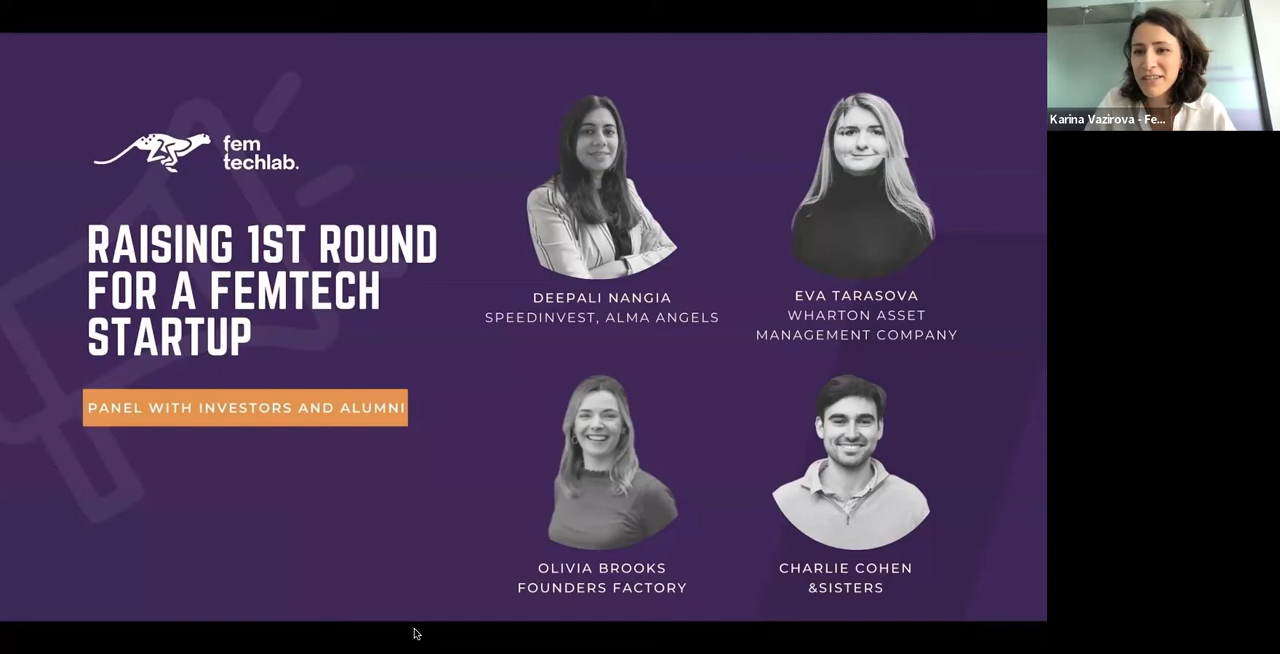 fem
techlab.
RAISING 1ST ROUND
FOR A FEMTECH
STARTUP
PANEL WITH INVESTORS AND ALUMNI
DEEPALI NANGIA
SPEEDINVEST, ALMA ANGELS
EVA TARASOVA
WHARTON ASSET
MANAGEMENT COMPANY
OLIVIA BROOKS
FOUNDERS FACTORY
CHARLIE COHEN
&SISTERS
Karina Vazirova - Fe...